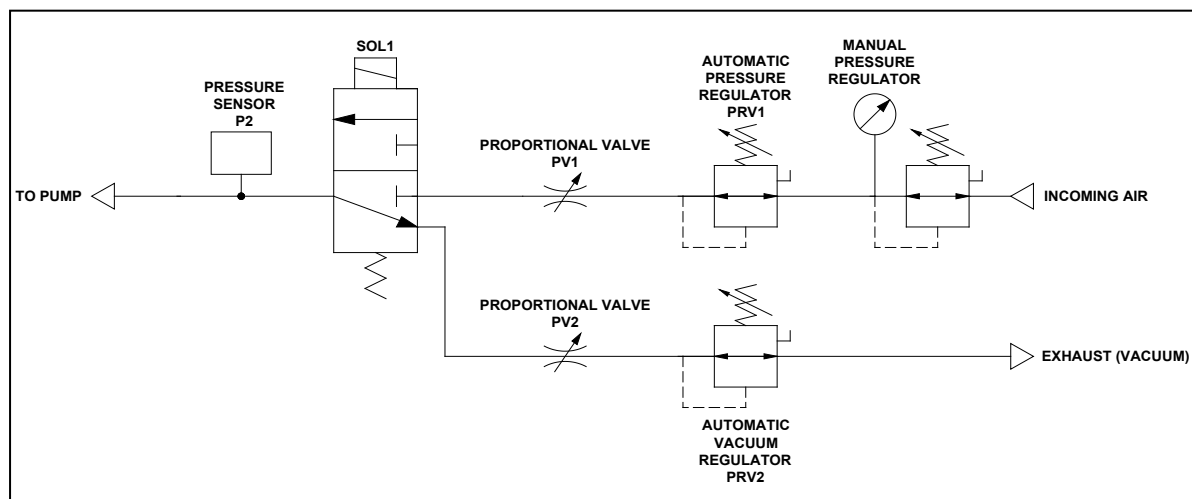 SOL1
PRESSURE
SENSOR
P2
AUTOMATIC
PRESSURE
REGULATOR
PRV1
MANUAL
PRESSURE
REGULATOR
PROPORTIONAL VALVE
PV1
TO PUMP
INCOMING AIR
PROPORTIONAL VALVE
PV2
EXHAUST (VACUUM)
AUTOMATIC
VACUUM
REGULATOR
PRV2